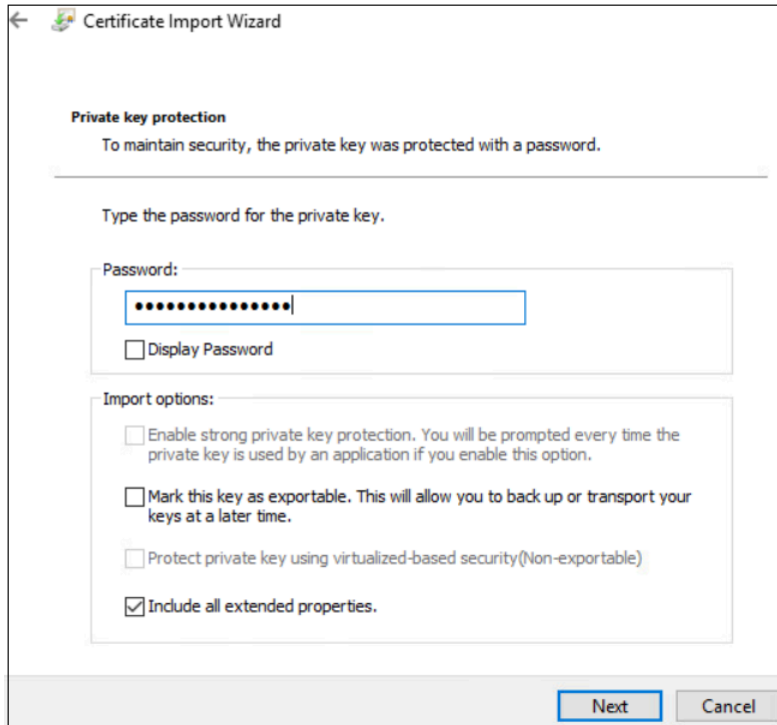 Certificate Import Wizard
Private key protection
To maintain security, the private key was protected with a password.
Type the password for the private key.
Password:
●●●●●●●●●●●●●●●
Display Password
Import options:
Enable strong private key protection. You will be prompted every time the
private key is used by an application if you enable this option.
Mark this key as exportable. This will allow you to back up or transport your
keys at a later time.
Protect private key using virtualized-based security(Non-exportable)
Include all extended properties.
Next Cancel